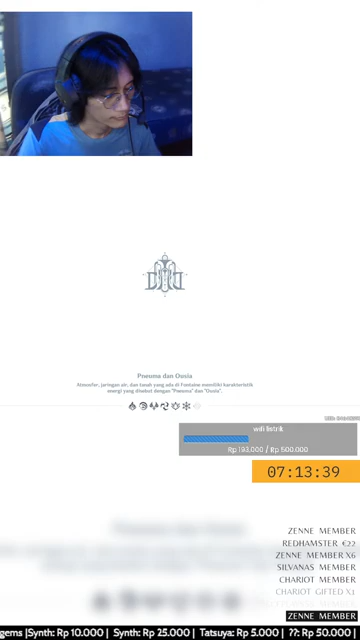 Pneuma dan Ousia
Atmosfer, jaringan air, dan tanah yang ada di Fontaine memiliki karakteristik
energi yang disebut dengan "Pneuma" dan "Ousia".
wifi listrik
Rp 193,000 / Rp 500.000
07:13:39
ZENNE MEMBER
REDHAMSTER €22
ZENNE MEMBER X6
SILVANAS MEMBER
CHARIOT MEMBER
CHARIOT GIFTED X1
ZENNE MEMBER
gems |Synth: Rp 10.000 | Synth: Rp 25.000 | Tatsuya: Rp 5.000 | ??: Rp 50.000